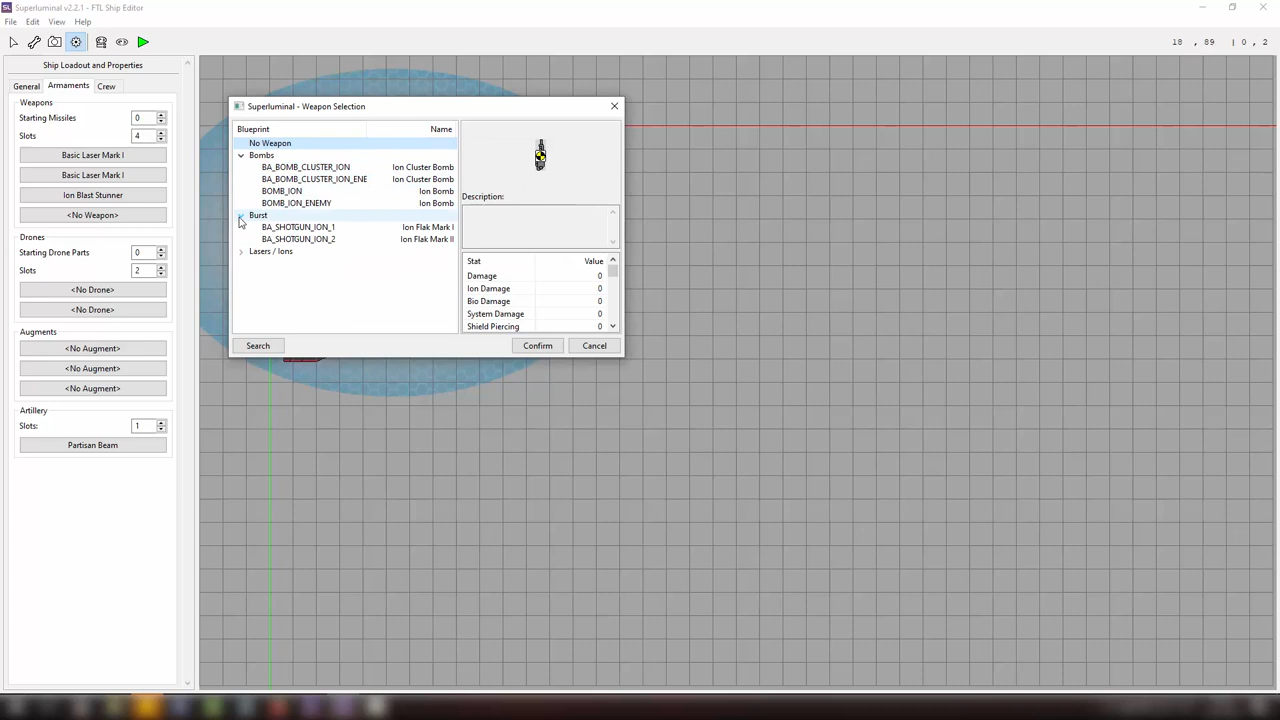 Superluminal v2.2.1 - FTL Ship Editor
File Edit View Help
18 , 89 | 0 , 2
Ship Loadout and Properties
General Armaments Crew
Weapons
Starting Missiles 0
Slots 4
Basic Laser Mark I
Basic Laser Mark I
Ion Blast Stunner
<No Weapon>
Drones
Starting Drone Parts 0
Slots 2
<No Drone>
<No Drone>
Augments
<No Augment>
<No Augment>
<No Augment>
Artillery
Slots: 1
Partisan Beam
Superluminal - Weapon Selection
Blueprint Name
No Weapon
Bombs
BA_BOMB_CLUSTER_ION Ion Cluster Bomb
BA_BOMB_CLUSTER_ION_ENE Ion Cluster Bomb
BOMB_ION Ion Bomb
BOMB_ION_ENEMY Ion Bomb
Burst
BA_SHOTGUN_ION_1 Ion Flak Mark I
BA_SHOTGUN_ION_2 Ion Flak Mark II
Lasers / Ions
Description:
Stat Value
Damage 0
Ion Damage 0
Bio Damage 0
System Damage 0
Shield Piercing 0
Search Confirm Cancel